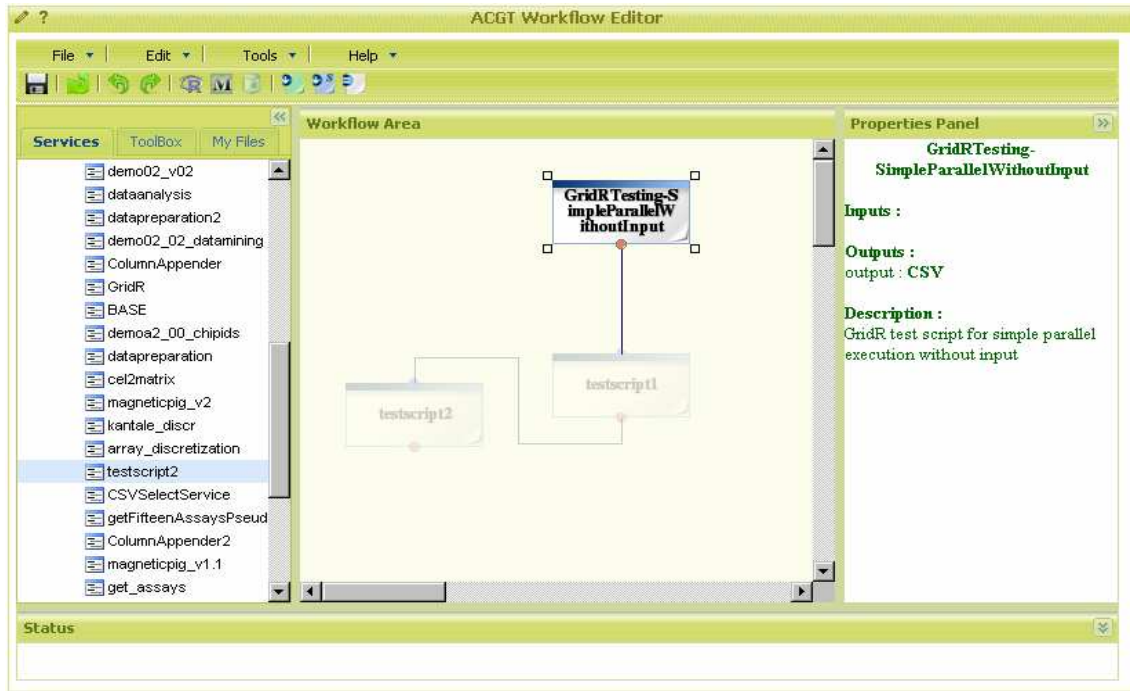 ?
ACGT Workflow Editor
File
Edit
Tools
Help
R
M
Services
ToolBox
My Files
demo02_v02
dataanalysis
datapreparation2
demo02_02_datamining
ColumnAppender
GridR
BASE
demoa2_00_chipids
datapreparation
cel2matrix
magneticpig_v2
kantale_discr
array_discretization
testscript2
CSVSelectService
getFifteenAssaysPseud
ColumnAppender2
magneticpig_v1.1
get_assays
Workflow Area
GridRTesting-S
impleParallelW
ithoutInput
testscript1
testscript2
Properties Panel
GridRTesting-
SimpleParallelWithoutInput
Inputs :
Outputs :
output : CSV
Description :
GridR test script for simple parallel
execution without input
Status